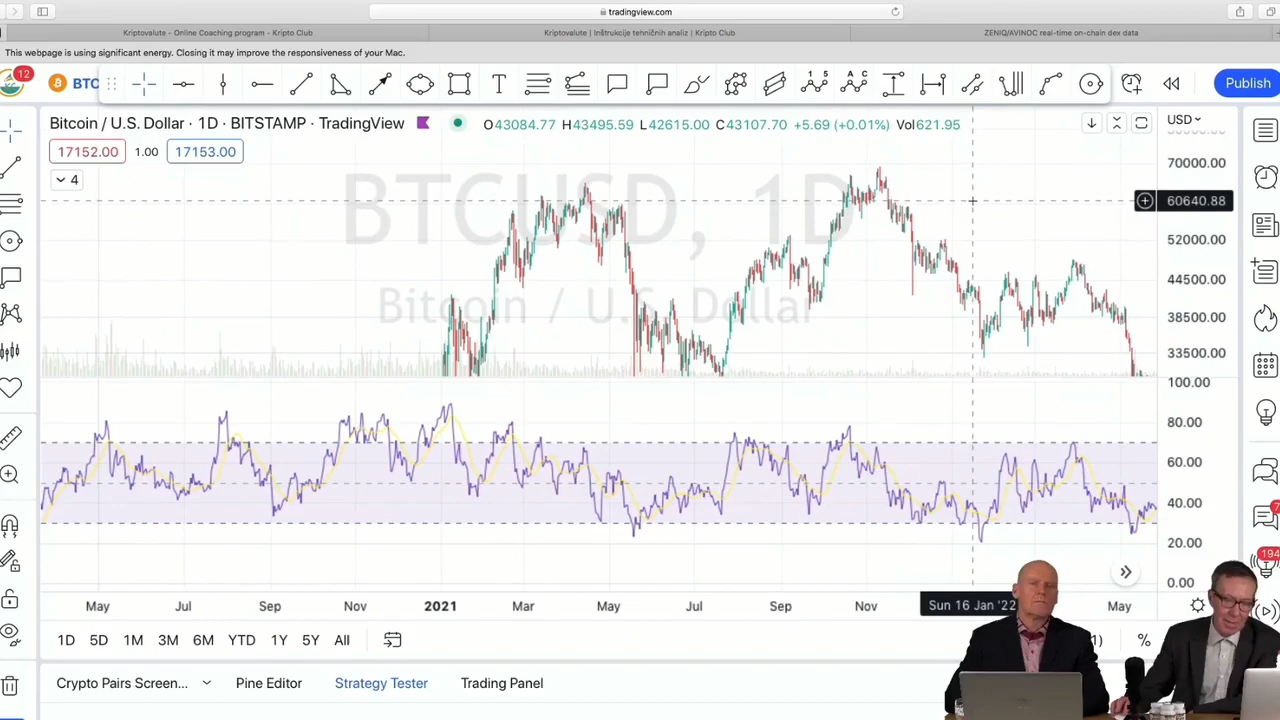 tradingview.com
Kriptovalute - Online Coaching program - Kripto Club
Kriptovalute | Inštrukcije tehničnih analiz | Kripto Club
ZENIQ/AVINOC real-time on-chain dex data
This webpage is using significant energy. Closing it may improve the responsiveness of your Mac.
12
BTC
Publish
Bitcoin / U.S. Dollar · 1D · BITSTAMP · TradingView
O43084.77 H43495.59 L42615.00 C43107.70 +5.69 (+0.01%) Vol621.95
USD
17152.00 1.00 17153.00
4
BTCUSD, 1D
Bitcoin / U.S. Dollar
70000.00
60640.88
52000.00
44500.00
38500.00
33500.00
100.00
80.00
60.00
40.00
20.00
0.00
7
194
May Jul Sep Nov 2021 Mar May Jul Sep Nov Sun 16 Jan '22 May
1D 5D 1M 3M 6M YTD 1Y 5Y All
%
Crypto Pairs Screen... Pine Editor Strategy Tester Trading Panel